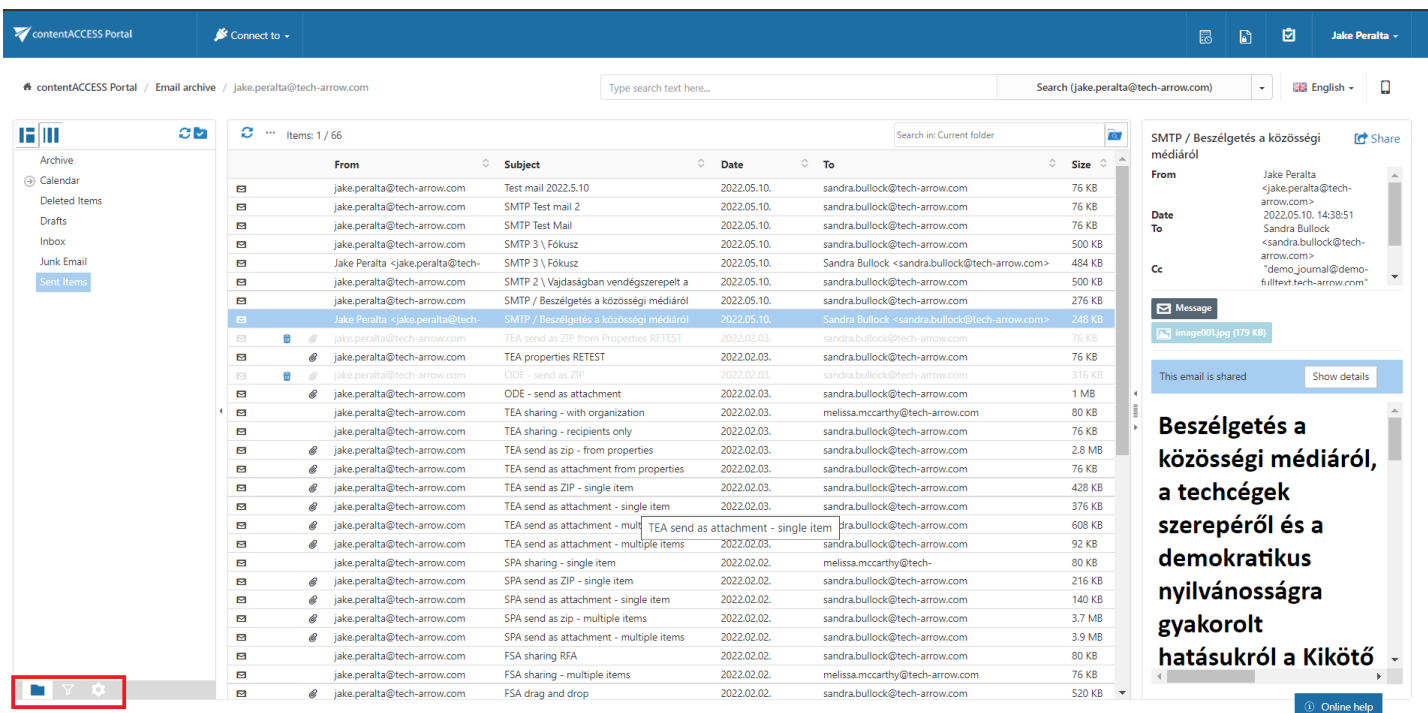 contentACCESS Portal
Connect to
Jake Peralta
contentACCESS Portal / Email archive / jake.peralta@tech-arrow.com
Type search text here...
Search (jake.peralta@tech-arrow.com)
English
Items: 1 / 66
Search in: Current folder
Archive
Calendar
Deleted Items
Drafts
Inbox
Junk Email
Sent Items
From Subject Date To Size
jake.peralta@tech-arrow.com Test mail 2022.5.10 2022.05.10. sandra.bullock@tech-arrow.com 76 KB
jake.peralta@tech-arrow.com SMTP Test mail 2 2022.05.10. sandra.bullock@tech-arrow.com 76 KB
jake.peralta@tech-arrow.com SMTP Test Mail 2022.05.10. sandra.bullock@tech-arrow.com 76 KB
jake.peralta@tech-arrow.com SMTP 3 \ Fókusz 2022.05.10. sandra.bullock@tech-arrow.com 500 KB
Jake Peralta <jake.peralta@tech- SMTP 3 \ Fókusz 2022.05.10. Sandra Bullock <sandra.bullock@tech-arrow.com> 484 KB
jake.peralta@tech-arrow.com SMTP 2 \ Vajdaságban vendégszerepelt a 2022.05.10. sandra.bullock@tech-arrow.com 500 KB
jake.peralta@tech-arrow.com SMTP / Beszélgetés a közösségi médiáról 2022.05.10. sandra.bullock@tech-arrow.com 276 KB
Jake Peralta <jake.peralta@tech- SMTP / Beszélgetés a közösségi médiáról 2022.05.10. Sandra Bullock <sandra.bullock@tech-arrow.com> 248 KB
jake.peralta@tech-arrow.com TEA send as ZIP from Properties RETEST 2022.02.03. sandra.bullock@tech-arrow.com 76 KB
jake.peralta@tech-arrow.com TEA properties RETEST 2022.02.03. sandra.bullock@tech-arrow.com 76 KB
jake.peralta@tech-arrow.com ODE - send as ZIP 2022.02.03. sandra.bullock@tech-arrow.com 316 KB
jake.peralta@tech-arrow.com ODE - send as attachment 2022.02.03. sandra.bullock@tech-arrow.com 1 MB
jake.peralta@tech-arrow.com TEA sharing - with organization 2022.02.03. melissa.mccarthy@tech-arrow.com 80 KB
jake.peralta@tech-arrow.com TEA sharing - recipients only 2022.02.03. sandra.bullock@tech-arrow.com 76 KB
jake.peralta@tech-arrow.com TEA send as zip - from properties 2022.02.03. sandra.bullock@tech-arrow.com 2.8 MB
jake.peralta@tech-arrow.com TEA send as attachment from properties 2022.02.03. sandra.bullock@tech-arrow.com 76 KB
jake.peralta@tech-arrow.com TEA send as ZIP - single item 2022.02.03. sandra.bullock@tech-arrow.com 428 KB
jake.peralta@tech-arrow.com TEA send as attachment - single item 2022.02.03. sandra.bullock@tech-arrow.com 376 KB
jake.peralta@tech-arrow.com TEA send as attachment - mult TEA send as attachment - single item dra.bullock@tech-arrow.com 608 KB
jake.peralta@tech-arrow.com TEA send as attachment - multiple items 2022.02.03. sandra.bullock@tech-arrow.com 92 KB
jake.peralta@tech-arrow.com SPA sharing - single item 2022.02.02. melissa.mccarthy@tech- 80 KB
jake.peralta@tech-arrow.com SPA send as ZIP - single item 2022.02.02. sandra.bullock@tech-arrow.com 216 KB
jake.peralta@tech-arrow.com SPA send as attachment - single item 2022.02.02. sandra.bullock@tech-arrow.com 140 KB
jake.peralta@tech-arrow.com SPA send as zip - multiple items 2022.02.02. sandra.bullock@tech-arrow.com 3.7 MB
jake.peralta@tech-arrow.com SPA send as attachment - multiple items 2022.02.02. sandra.bullock@tech-arrow.com 3.9 MB
jake.peralta@tech-arrow.com FSA sharing RFA 2022.02.02. sandra.bullock@tech-arrow.com 80 KB
jake.peralta@tech-arrow.com FSA sharing - multiple items 2022.02.02. melissa.mccarthy@tech-arrow.com 76 KB
jake.peralta@tech-arrow.com FSA drag and drop 2022.02.02. sandra.bullock@tech-arrow.com 520 KB
SMTP / Beszélgetés a közösségi
médiáról
Share
From Jake Peralta
<jake.peralta@tech-
arrow.com>
Date 2022.05.10. 14:38:51
To Sandra Bullock
<sandra.bullock@tech-
arrow.com>
Cc "demo_journal@demo-
fulltext.tech-arrow.com"
Message
image001.jpg (179 KB)
This email is shared
Show details
Beszélgetés a
közösségi médiáról,
a techcégek
szerepéről és a
demokratikus
nyilvánosságra
gyakorolt
hatásukról a Kikötő
Online help